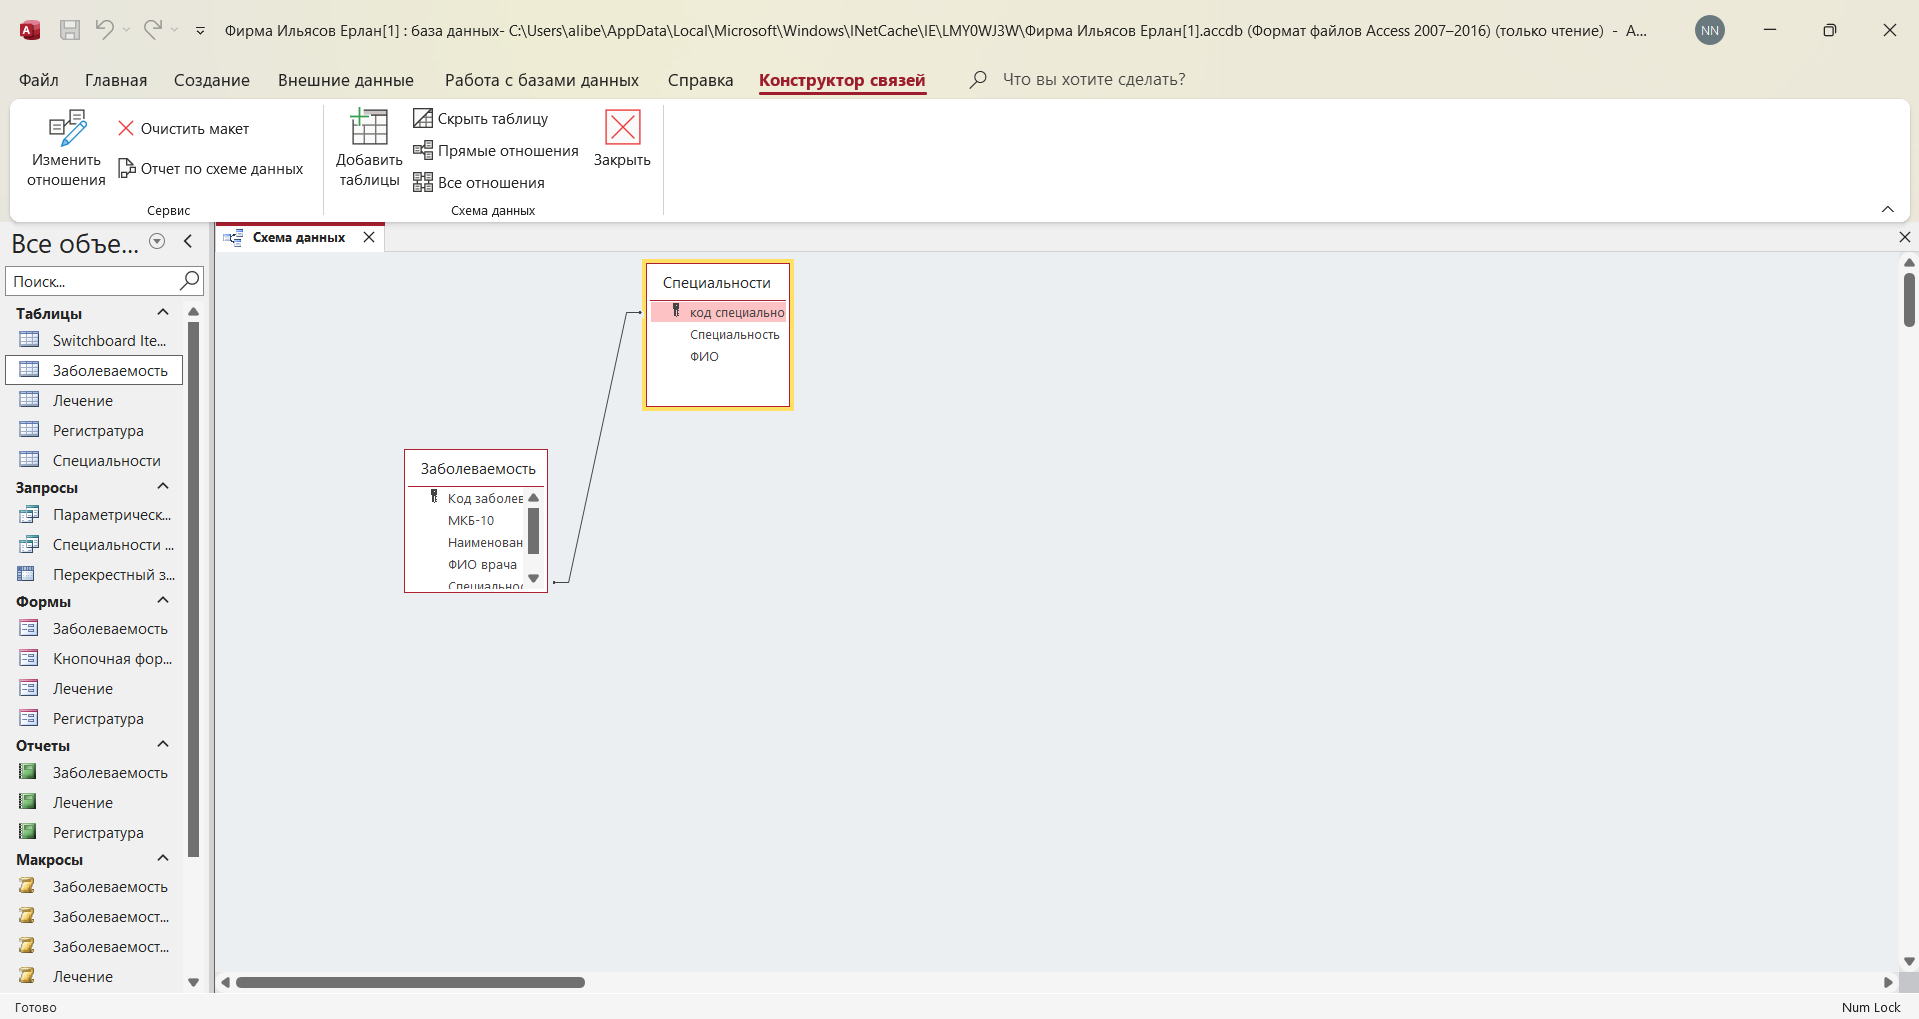 Фирма Ильясов Ерлан[1] : база данных- C:\Users\alibe\AppData\Local\Microsoft\Windows\INetCache\IE\LMY0WJ3W\Фирма Ильясов Ерлан[1].accdb (Формат файлов Access 2007–2016) (только чтение) - A...
NN
Файл Главная Создание Внешние данные Работа с базами данных Справка Конструктор связей Что вы хотите сделать?
Изменить отношения
Очистить макет
Отчет по схеме данных
Сервис
Добавить таблицы
Скрыть таблицу
Прямые отношения
Все отношения
Закрыть
Схема данных
Все объе...
Поиск...
Таблицы
Switchboard Ite...
Заболеваемость
Лечение
Регистратура
Специальности
Запросы
Параметрическ...
Специальности ...
Перекрестный з...
Формы
Заболеваемость
Кнопочная фор...
Лечение
Регистратура
Отчеты
Заболеваемость
Лечение
Регистратура
Макросы
Заболеваемость
Заболеваемост...
Заболеваемост...
Лечение
Схема данных
Специальности
код специально
Специальность
ФИО
Заболеваемость
Код заболев
МКБ-10
Наименован
ФИО врача
Специальнос
Готово
Num Lock